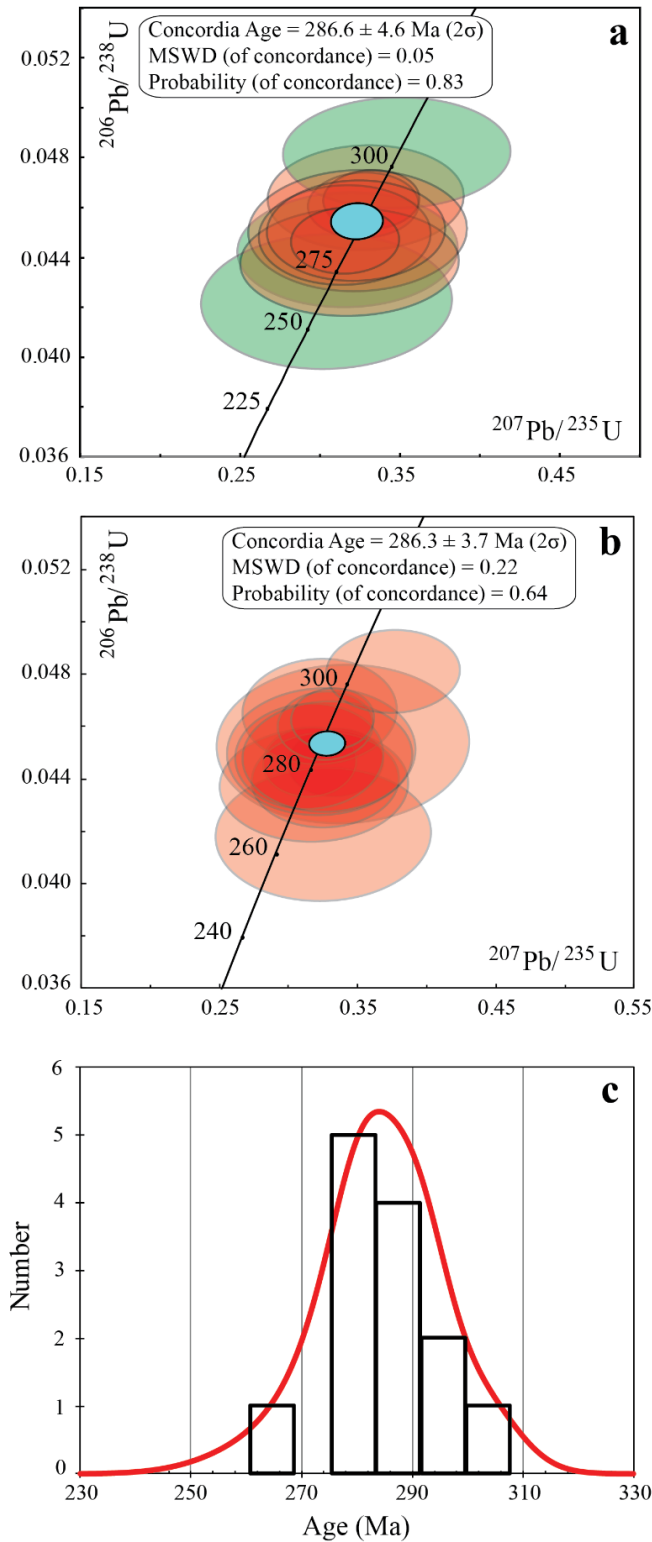 Concordia Age = 286.6 ± 4.6 Ma (2σ)
MSWD (of concordance) = 0.05
Probability (of concordance) = 0.83
a
206Pb/238U
0.052
0.048
0.044
0.040
0.036
300
275
250
225
207Pb/235U
0.15
0.25
0.35
0.45
Concordia Age = 286.3 ± 3.7 Ma (2σ)
MSWD (of concordance) = 0.22
Probability (of concordance) = 0.64
b
206Pb/238U
0.052
0.048
0.044
0.040
0.036
300
280
260
240
207Pb/235U
0.15
0.25
0.35
0.45
0.55
c
Number
6
5
4
3
2
1
0
230
250
270
290
310
330
Age (Ma)